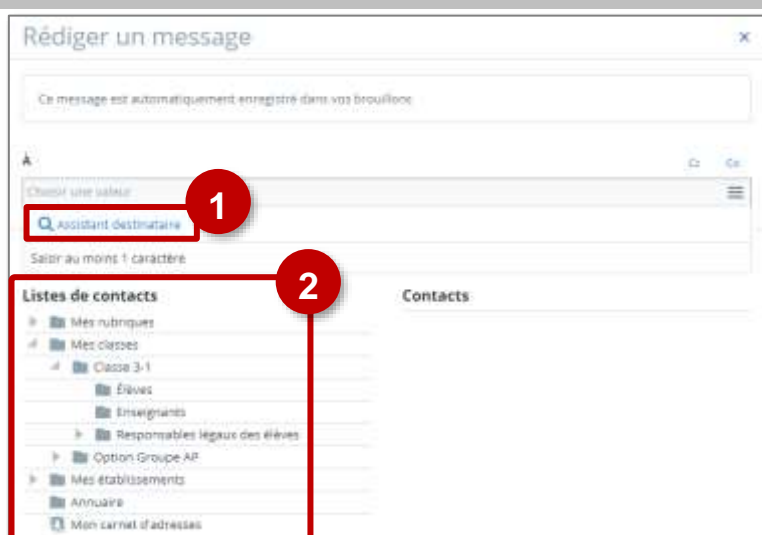 Rédiger un message
×
Ce message est automatiquement enregistré dans vos brouillons
À
Cc Cci
Choisir une valeur
1
Assistant destinataire
Saisir au moins 1 caractère
2
Listes de contacts
Contacts
Mes rubriques
Mes classes
Classe 3-1
Élèves
Enseignants
Responsables légaux des élèves
Option Groupe AP
Mes établissements
Annuaire
Mon carnet d'adresses